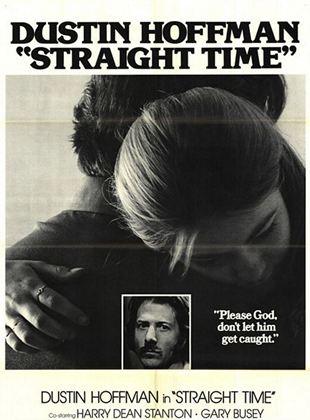 DUSTIN HOFFMAN
"STRAIGHT TIME"
"Please God,
don't let him
get caught."
DUSTIN HOFFMAN in "STRAIGHT TIME"
Co-starring HARRY DEAN STANTON • GARY BUSEY